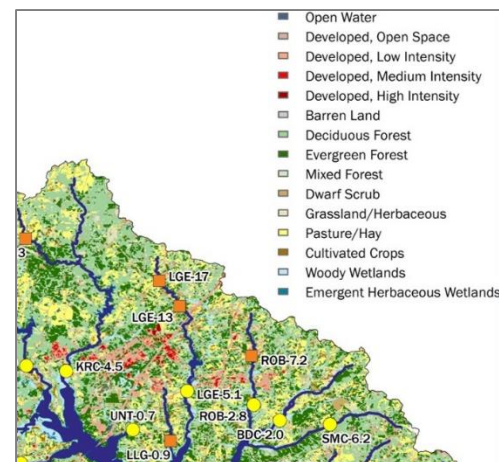 Open Water
Developed, Open Space
Developed, Low Intensity
Developed, Medium Intensity
Developed, High Intensity
Barren Land
Deciduous Forest
Evergreen Forest
Mixed Forest
Dwarf Scrub
Grassland/Herbaceous
Pasture/Hay
Cultivated Crops
Woody Wetlands
Emergent Herbaceous Wetlands
3
LGE-17
LGE-13
ROB-7.2
KRC-4.5
LGE-5.1
UNT-0.7
ROB-2.8
BDC-2.0
SMC-6.2
LLG-0.9